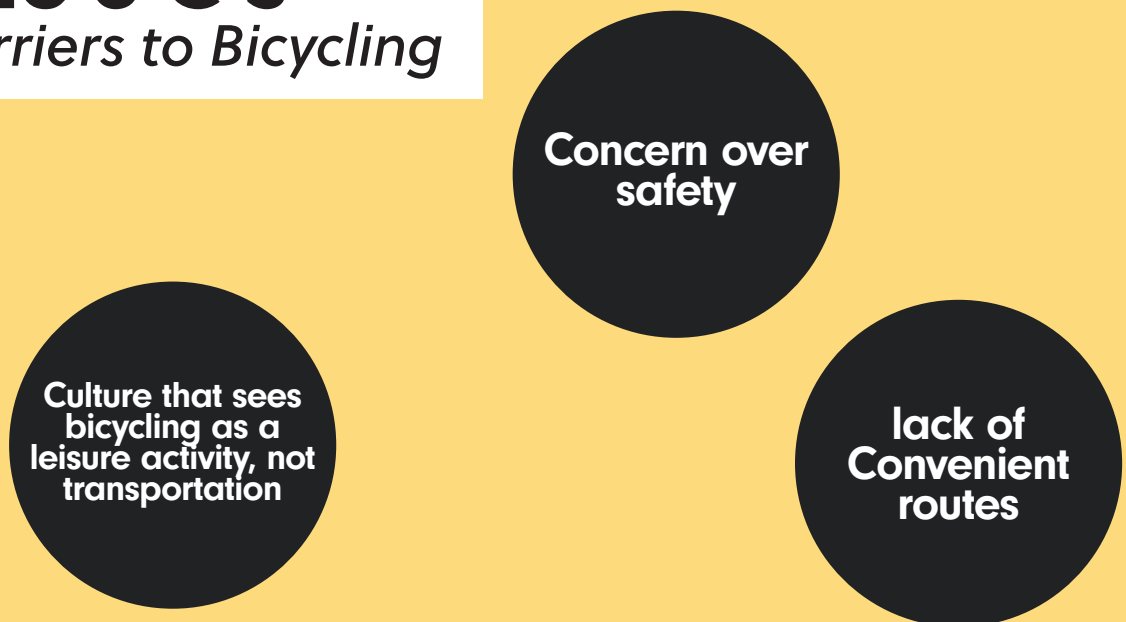 rriers to Bicycling
Concern over
safety
Culture that sees
bicycling as a
leisure activity, not
transportation
lack of
Convenient
routes